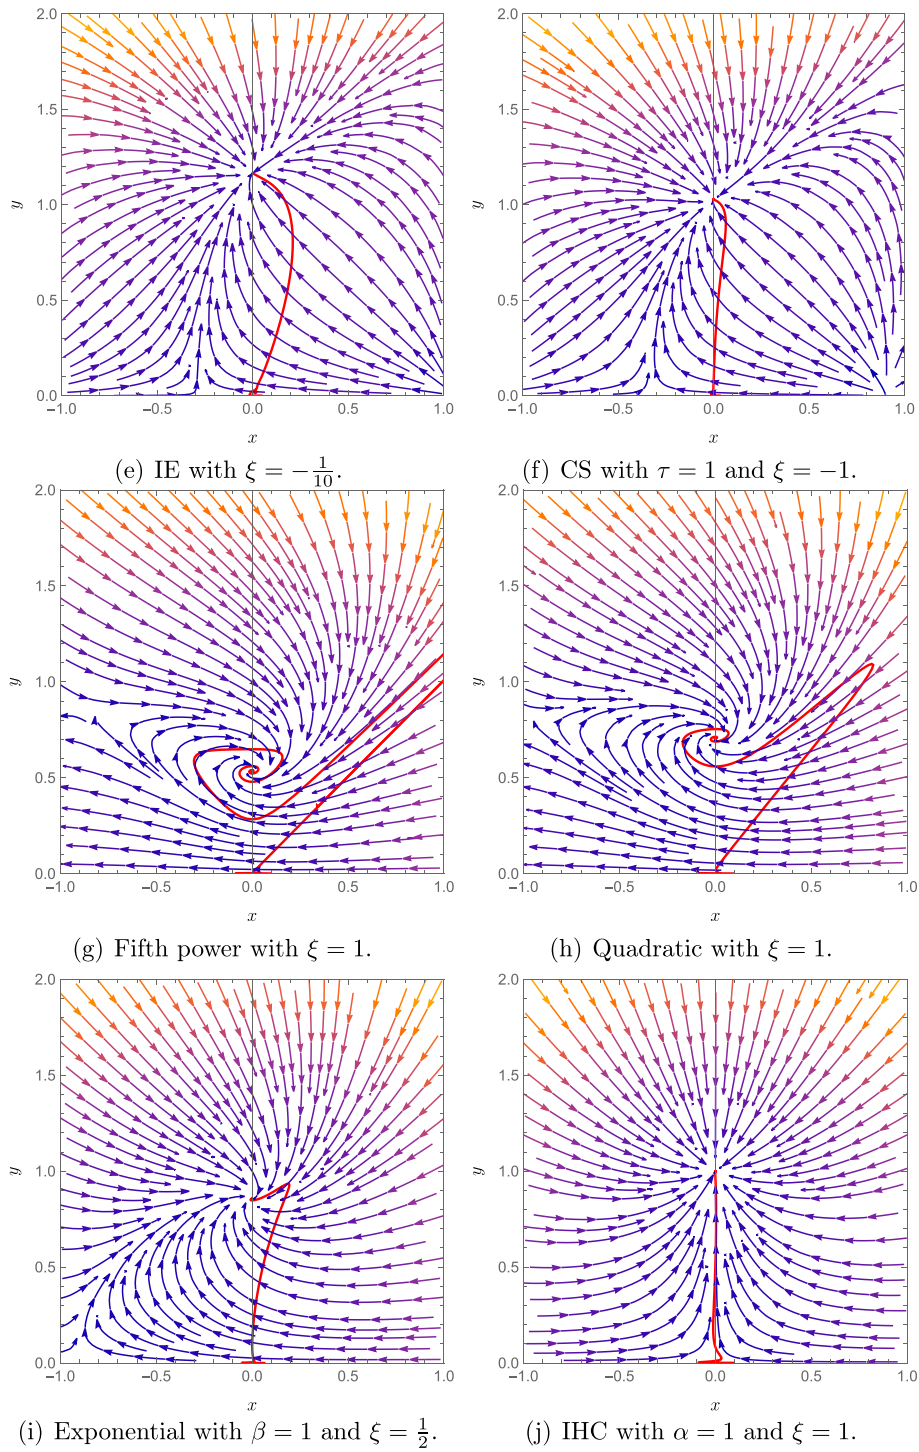 2.0 2.0
1.5 1.5
y 1.0 y 1.0
0.5 0.5
0.0 0.0
−1.0 −0.5 0.0 0.5 1.0 −1.0 −0.5 0.0 0.5 1.0
x x
(e) IE with ξ = −1/10. (f) CS with τ = 1 and ξ = −1.
2.0 2.0
1.5 1.5
y 1.0 y 1.0
0.5 0.5
0.0 0.0
−1.0 −0.5 0.0 0.5 1.0 −1.0 −0.5 0.0 0.5 1.0
x x
(g) Fifth power with ξ = 1. (h) Quadratic with ξ = 1.
2.0 2.0
1.5 1.5
y 1.0 y 1.0
0.5 0.5
0.0 0.0
−1.0 −0.5 0.0 0.5 1.0 −1.0 −0.5 0.0 0.5 1.0
x x
(i) Exponential with β = 1 and ξ = 1/2. (j) IHC with α = 1 and ξ = 1.